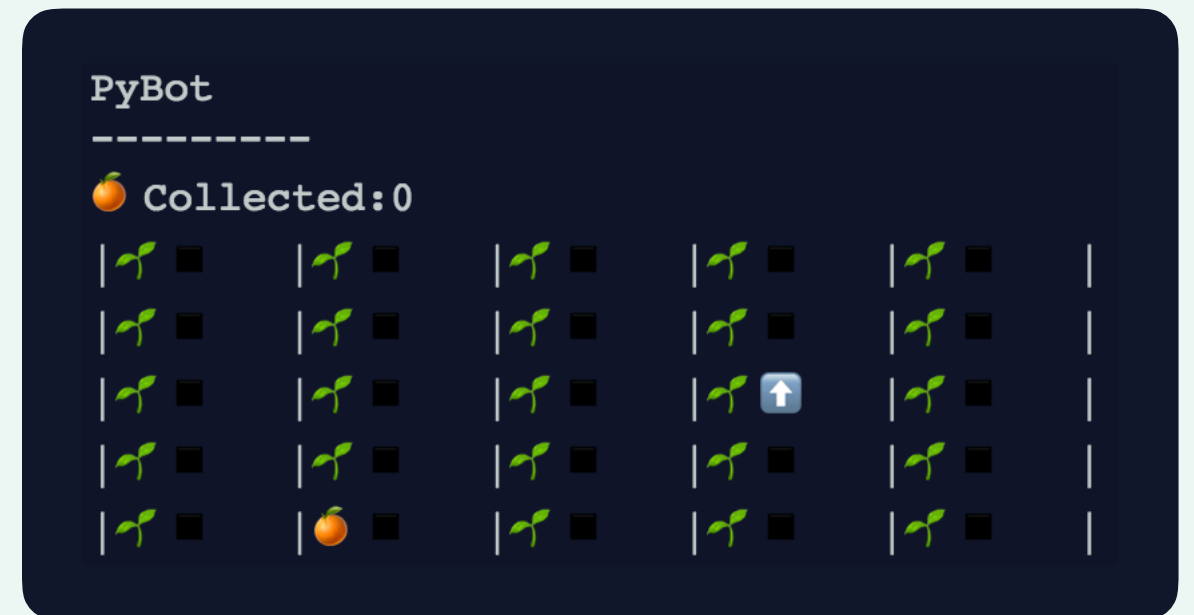 PyBot
---------
🍊 Collected:0
|🌱 ◾ |🌱 ◾ |🌱 ◾ |🌱 ◾ |🌱 ◾ |
|🌱 ◾ |🌱 ◾ |🌱 ◾ |🌱 ◾ |🌱 ◾ |
|🌱 ◾ |🌱 ◾ |🌱 ◾ |🌱 ⬆️ |🌱 ◾ |
|🌱 ◾ |🌱 ◾ |🌱 ◾ |🌱 ◾ |🌱 ◾ |
|🌱 ◾ |🍊 ◾ |🌱 ◾ |🌱 ◾ |🌱 ◾ |